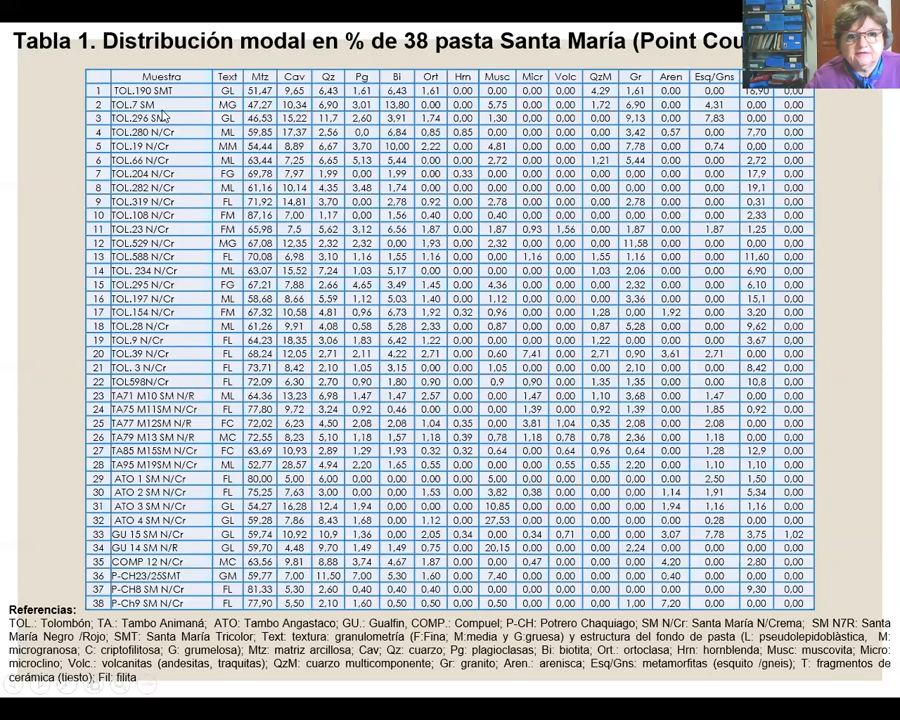 Tabla 1. Distribución modal en % de 38 pasta Santa María (Point Cou
Muestra Text Mtz Cav Qz Pg Bi Ort Hrn Musc Micr Volc QzM Gr Aren Esq/Gns
1 TOL.190 SMT GL 51,47 9,65 6,43 1,61 6,43 1,61 0,00 0,00 0,00 0,00 4,29 1,61 0,00 0,00 16,90 0,00
2 TOL.7 SM MG 47,27 10,34 6,90 3,01 13,80 0,00 0,00 5,75 0,00 0,00 1,72 6,90 0,00 4,31 0,00 0,00
3 TOL.296 SM GL 46,53 15,22 11,7 2,60 3,91 1,74 0,00 1,30 0,00 0,00 0,00 9,13 0,00 7,83 0,00 0,00
4 TOL.280 N/Cr ML 59,85 17,37 2,56 0,0 6,84 0,85 0,85 0,00 0,00 0,00 0,00 3,42 0,57 0,00 7,70 0,00
5 TOL.19 N/Cr MM 54,44 8,89 6,67 3,70 10,00 2,22 0,00 4,81 0,00 0,00 0,00 7,78 0,00 0,74 0,00 0,00
6 TOL.66 N/Cr ML 63,44 7,25 6,65 5,13 5,44 0,00 0,00 2,72 0,00 0,00 1,21 5,44 0,00 0,00 2,72 0,00
7 TOL.204 N/Cr FG 69,78 7,97 1,99 0,00 1,99 0,00 0,33 0,00 0,00 0,00 0,00 0,00 0,00 0,00 17,9 0,00
8 TOL.282 N/Cr ML 61,16 10,14 4,35 3,48 1,74 0,00 0,00 0,00 0,00 0,00 0,00 0,00 0,00 0,00 19,1 0,00
9 TOL.319 N/Cr FL 71,92 14,81 3,70 0,00 2,78 0,92 0,00 2,78 0,00 0,00 0,00 2,78 0,00 0,00 0,31 0,00
10 TOL.108 N/Cr FM 87,16 7,00 1,17 0,00 1,56 0,40 0,00 0,40 0,00 0,00 0,00 0,00 0,00 0,00 2,33 0,00
11 TOL.23 N/Cr FM 65,98 7,5 5,62 3,12 6,56 1,87 0,00 1,87 0,93 1,56 0,00 1,87 0,00 1,87 1,25 0,00
12 TOL.529 N/Cr MG 67,08 12,35 2,32 2,32 0,00 1,93 0,00 2,32 0,00 0,00 0,00 11,58 0,00 0,00 0,00 0,00
13 TOL.588 N/Cr FL 70,08 6,98 3,10 1,16 1,55 1,16 0,00 0,00 1,16 0,00 1,55 1,16 0,00 0,00 11,60 0,00
14 TOL. 234 N/Cr ML 63,07 15,52 7,24 1,03 5,17 0,00 0,00 0,00 0,00 0,00 1,03 2,06 0,00 0,00 6,90 0,00
15 TOL.295 N/Cr FG 67,21 7,88 2,66 4,65 3,49 1,45 0,00 4,36 0,00 0,00 0,00 2,32 0,00 0,00 6,10 0,00
16 TOL.197 N/Cr ML 58,68 8,66 5,59 1,12 5,03 1,40 0,00 1,12 0,00 0,00 0,00 3,36 0,00 0,00 15,1 0,00
17 TOL.154 N/Cr FM 67,32 10,58 4,81 0,96 6,73 1,92 0,32 0,96 0,00 0,00 0,00 1,28 1,92 0,00 3,20 0,00
18 TOL.28 N/Cr ML 61,26 9,91 4,08 0,58 5,28 2,33 0,00 0,87 0,00 0,00 0,87 5,28 0,00 0,00 9,62 0,00
19 TOL.9 N/Cr FL 64,23 18,35 3,06 1,83 6,42 1,22 0,00 0,00 0,00 0,00 1,22 0,00 0,00 0,00 3,67 0,00
20 TOL.39 N/Cr FL 68,24 12,05 2,71 2,11 4,22 2,71 0,00 0,60 7,41 0,00 2,71 0,90 3,61 2,71 0,00 0,00
21 TOL. 3 N/Cr FL 73,71 8,42 2,10 1,05 3,15 0,00 0,00 1,05 0,00 0,00 0,00 2,10 0,00 0,00 8,42 0,00
22 TOL598N/Cr FL 72,09 6,30 2,70 0,90 1,80 0,90 0,00 0,9 0,90 0,00 1,35 1,35 0,00 0,00 10,8 0,00
23 TA71 M10 SM N/R ML 64,36 13,23 6,98 1,47 1,47 2,57 0,00 0,00 1,47 0,00 1,10 3,68 0,00 1,47 0,00 0,00
24 TA75 M11SM N/Cr FL 77,80 9,72 3,24 0,92 0,46 0,00 0,00 0,00 1,39 0,00 0,92 1,39 0,00 1,85 0,92 0,00
25 TA77 M12SM N/R FC 72,02 6,23 4,50 2,08 2,08 1,04 0,35 0,00 3,81 1,04 0,35 2,08 0,00 2,08 0,00 0,00
26 TA79 M13 SM N/R MC 72,55 8,23 5,10 1,18 1,57 1,18 0,39 0,78 1,18 0,78 0,78 2,36 0,00 1,18 0,00 0,00
27 TA85 M15SM N/Cr FC 63,69 10,93 2,89 1,29 1,93 0,32 0,32 0,64 0,00 0,64 0,96 0,64 0,00 1,28 12,9 0,00
28 TA95 M19SM N/Cr ML 52,77 28,57 4,94 2,20 1,65 0,55 0,00 0,00 0,55 0,55 0,55 2,20 0,00 1,10 1,10 0,00
29 ATO 1 SM N/Cr FL 80,00 5,00 6,00 0,00 0,00 0,00 0,00 5,00 0,00 0,00 0,00 0,00 0,00 2,50 1,50 0,00
30 ATO 2 SM N/Cr FL 75,25 7,63 3,00 0,00 0,00 1,53 0,00 3,82 0,38 0,00 0,00 0,00 1,14 1,91 5,34 0,00
31 ATO 3 SM N/Cr GL 54,27 16,28 12,4 1,94 0,00 0,00 0,00 10,85 0,00 0,00 0,00 0,00 1,94 1,16 1,16 0,00
32 ATO 4 SM N/Cr GL 59,28 7,86 8,43 1,68 0,00 1,12 0,00 27,53 0,00 0,00 0,00 0,00 0,00 0,28 0,00 0,00
33 GU 15 SM N/Cr GL 59,74 10,92 10,9 1,36 0,00 2,05 0,34 0,00 0,34 0,71 0,00 0,00 3,07 7,78 3,75 1,02
34 GU 14 SM N/R GL 59,70 4,48 9,70 1,49 1,49 0,75 0,00 20,15 0,00 0,00 0,00 2,24 0,00 0,00 0,00 0,00
35 COMP 12 N/Cr MC 63,56 9,81 8,88 3,74 4,67 1,87 0,00 0,00 0,47 0,00 0,00 0,00 4,20 0,00 2,80 0,00
36 P-CH23/25SMT GM 59,77 7,00 11,50 7,00 5,30 1,60 0,00 7,40 0,00 0,00 0,00 0,00 0,40 0,00 0,00 0,00
37 P-CH8 SM N/Cr FL 81,33 5,50 2,60 0,40 0,40 0,40 0,00 0,00 0,00 0,00 0,00 0,00 0,00 0,00 9,30 0,00
38 P-Ch9 SM N/Cr FL 77,90 5,50 2,10 1,60 0,50 0,50 0,00 0,50 0,00 0,00 0,00 1,00 7,20 0,00 0,00 0,00
Referencias:
TOL.: Tolombón; TA.: Tambo Animaná; ATO: Tambo Angastaco; GU.: Gualfin, COMP.: Compuel; P-CH: Potrero Chaquiago; SM N/Cr: Santa María N/Crema; SM N7R: Santa
María Negro /Rojo; SMT: Santa María Tricolor; Text: textura: granulometría (F:Fina; M:media y G.gruesa) y estructura del fondo de pasta (L: pseudolepidoblàstica, M:
microgranosa; C: criptofilitosa; G: grumelosa); Mtz: matriz arcillosa; Cav; Qz: cuarzo; Pg: plagioclasas; Bi: biotita; Ort.: ortoclasa; Hrn: hornblenda; Musc: muscovita; Micro:
microclino; Volc.: volcanitas (andesitas, traquitas); QzM: cuarzo multicomponente; Gr: granito; Aren.: arenisca; Esq/Gns: metamorfitas (esquito /gneis); T: fragmentos de
cerámica (tiesto); Fil: filita